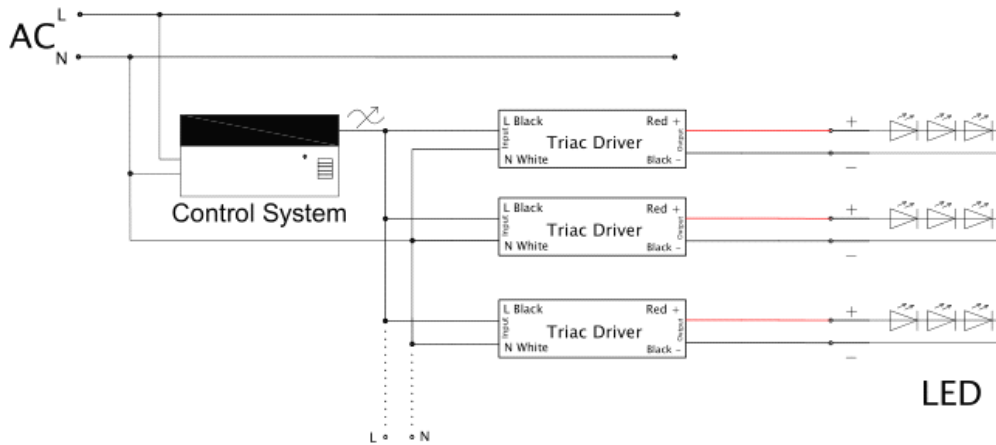 AC
L
N
Control System
L Black
Input
N White
Triac Driver
Red +
Output
Black −
+
−
L Black
Input
N White
Triac Driver
Red +
Output
Black −
+
−
L Black
Input
N White
Triac Driver
Red +
Output
Black −
+
−
LED
L
N